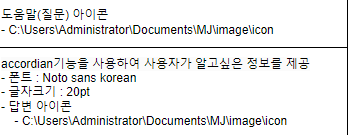 도움말(질문) 아이콘
- C:\Users\Administrator\Documents\MJ\image\icon
accordian기능을 사용하여 사용자가 알고싶은 정보를 제공
- 폰트 : Noto sans korean
- 글자크기 : 20pt
- 답변 아이콘
- C:\Users\Administrator\Documents\MJ\image\icon